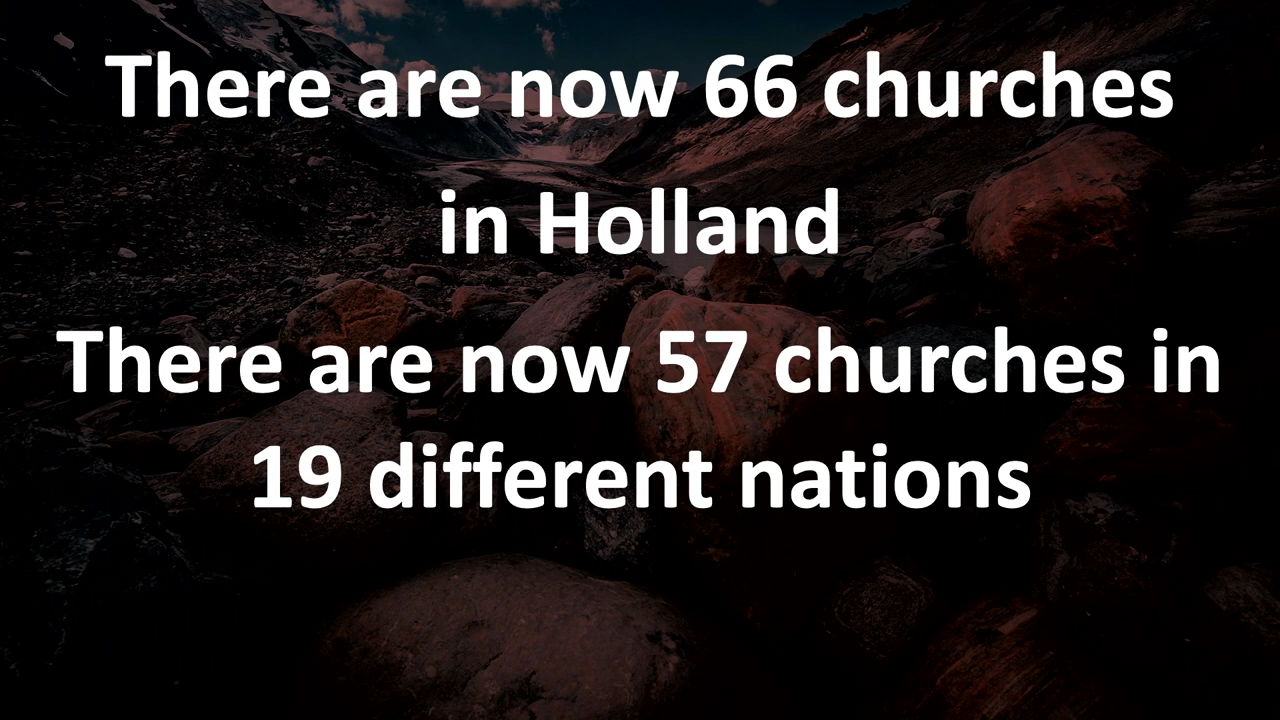 There are now 66 churches
in Holland
There are now 57 churches in
19 different nations